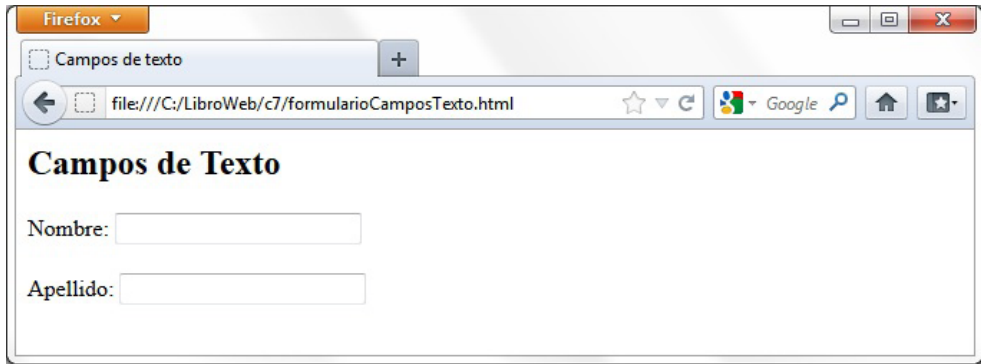 Firefox
Campos de texto
file:///C:/LibroWeb/c7/formularioCamposTexto.html Google
Campos de Texto
Nombre:
Apellido: